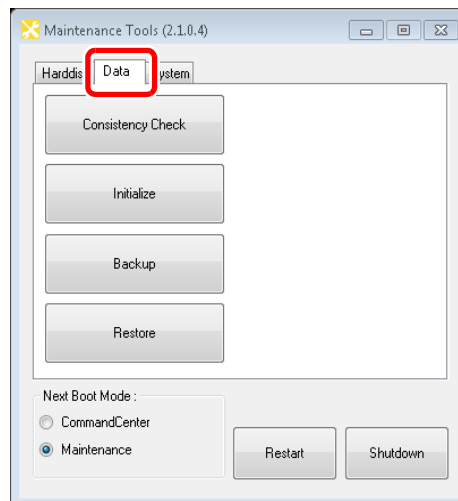 Maintenance Tools (2.1.0.4)
Harddis Data ystem
Consistency Check
Initialize
Backup
Restore
Next Boot Mode :
CommandCenter
Maintenance
Restart Shutdown